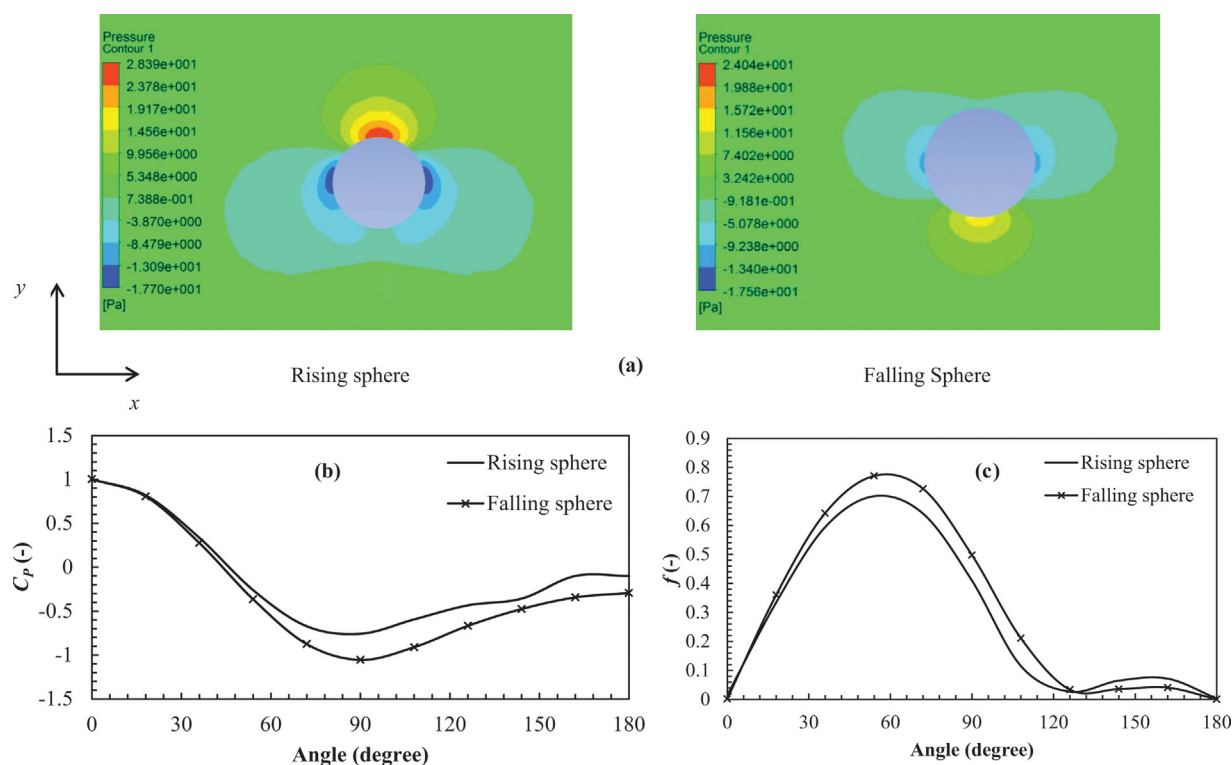 Pressure
Contour 1
2.839e+001
2.378e+001
1.917e+001
1.456e+001
9.956e+000
5.348e+000
7.388e-001
-3.870e+000
-8.479e+000
-1.309e+001
-1.770e+001
[Pa]
Pressure
Contour 1
2.404e+001
1.988e+001
1.572e+001
1.156e+001
7.402e+000
3.242e+000
-9.181e-001
-5.078e+000
-9.238e+000
-1.340e+001
-1.756e+001
[Pa]
y
x
Rising sphere
(a)
Falling Sphere
(b)
Rising sphere
Falling sphere
1.5
1
0.5
0
-0.5
-1
-1.5
C_P (-)
0 30 60 90 120 150 180
Angle (degree)
(c)
Rising sphere
Falling sphere
0.9
0.8
0.7
0.6
0.5
0.4
0.3
0.2
0.1
0
f (-)
0 30 60 90 120 150 180
Angle (degree)